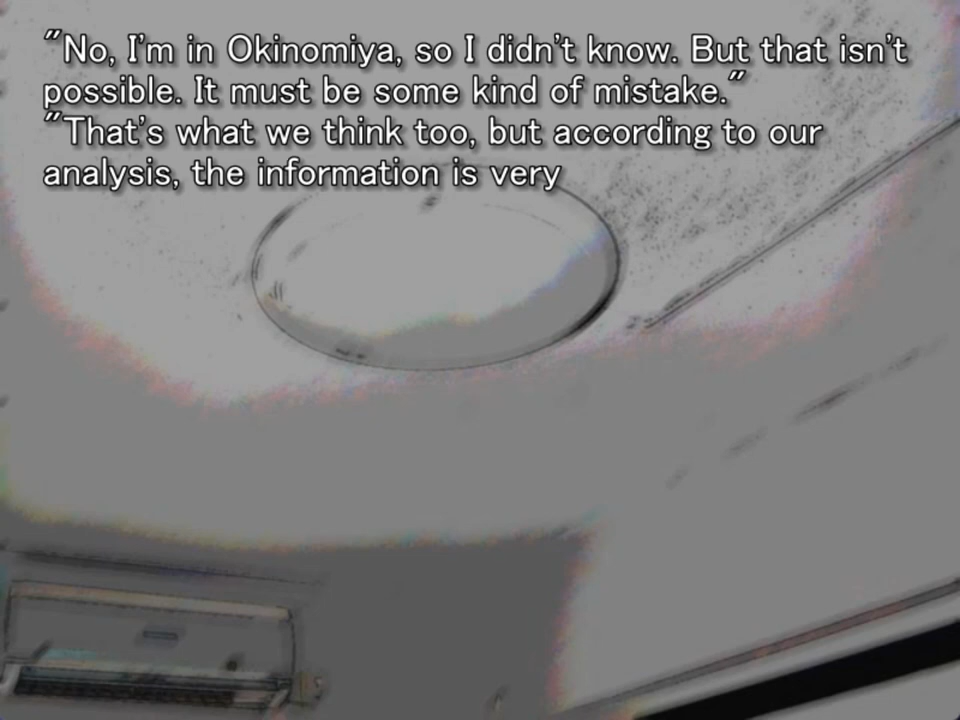 "No, I'm in Okinomiya, so I didn't know. But that isn't
possible. It must be some kind of mistake."
"That's what we think too, but according to our
analysis, the information is very